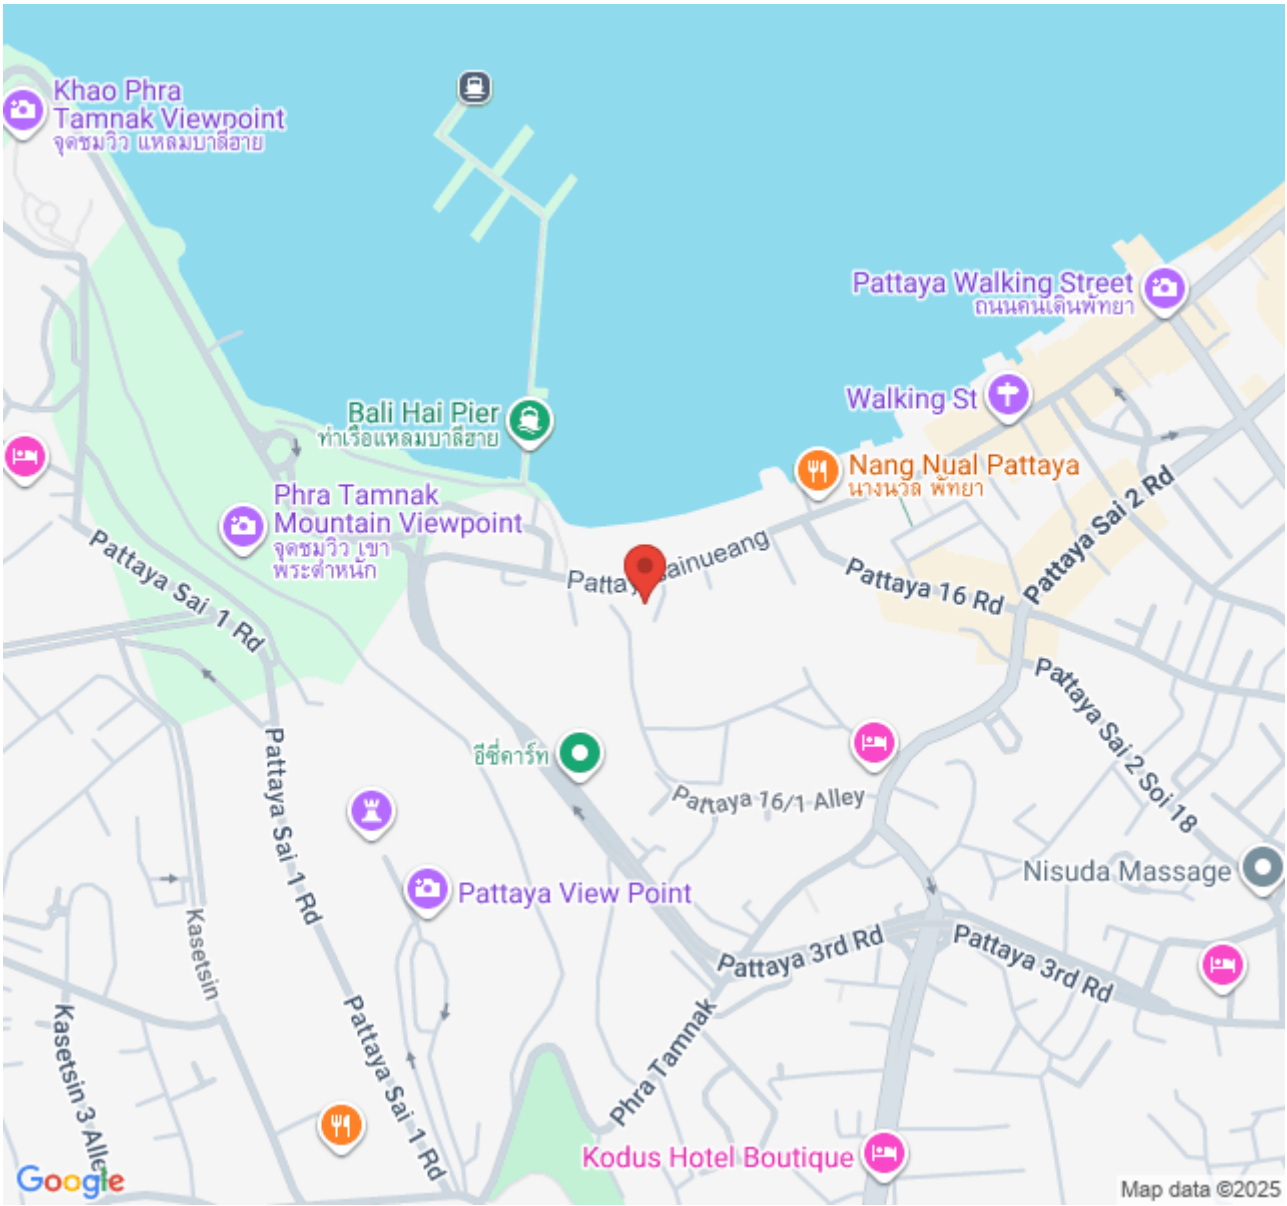 Khao Phra
Tamnak Viewpoint
จุดชมวิว แหลมบาลีฮาย
Pattaya Walking Street
ถนนคนเดินพัทยา
Walking St
Bali Hai Pier
ท่าเรือแหลมบาลีฮาย
Nang Nual Pattaya
นางนวล พัทยา
Phra Tamnak
Mountain Viewpoint
จุดชมวิว เขา
พระตำหนัก
Pattaya Sai 2 Rd
Pattaya Sai 1 Rd
Pattaya 16 Rd
Pattaya Sai 2 Soi 18
Pattaya Sai 1 Rd
อีซี่คาร์ท
Pattaya 16/1 Alley
Nisuda Massage
Pattaya View Point
Kasetsin
Pattaya 3rd Rd
Pattaya 3rd Rd
Kasetsin 3 Alle
Pattaya Sai 1 Rd
Phra Tamnak
Kodus Hotel Boutique
Google
Map data ©2025